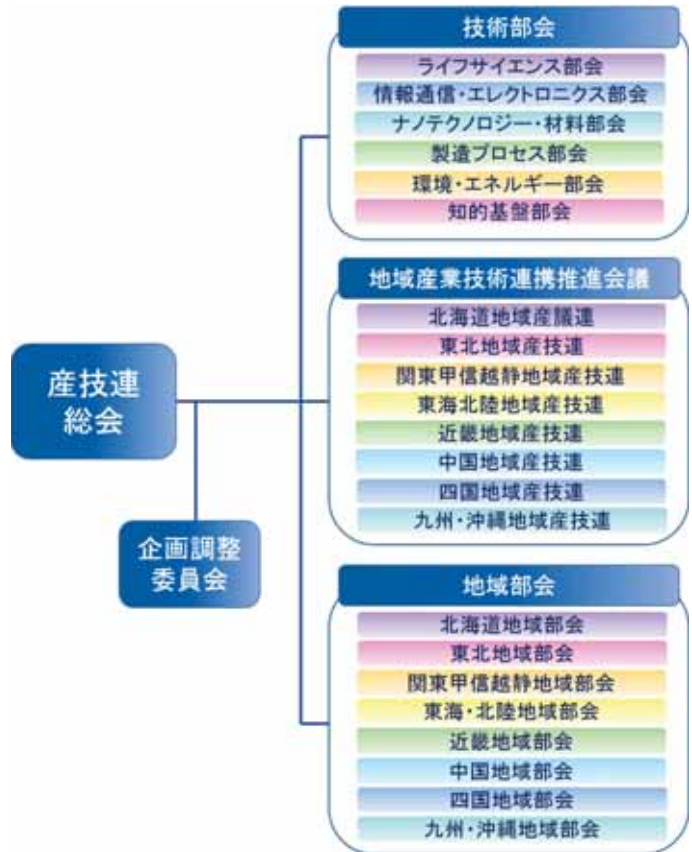 技術部会
ライフサイエンス部会
情報通信・エレクトロニクス部会
ナノテクノロジー・材料部会
製造プロセス部会
環境・エネルギー部会
知的基盤部会
地域産業技術連携推進会議
北海道地域産議連
東北地域産技連
関東甲信越静地域産技連
東海北陸地域産技連
近畿地域産技連
中国地域産技連
四国地域産技連
九州・沖縄地域産技連
産技連
総会
企画調整
委員会
地域部会
北海道地域部会
東北地域部会
関東甲信越静地域部会
東海・北陸地域部会
近畿地域部会
中国地域部会
四国地域部会
九州・沖縄地域部会